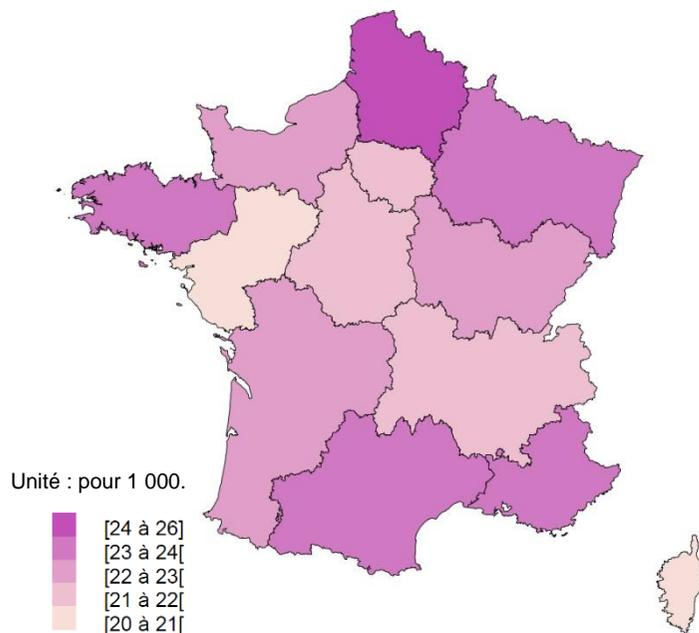 Unité : pour 1 000.
[24 à 26]
[23 à 24[
[22 à 23[
[21 à 22[
[20 à 21[